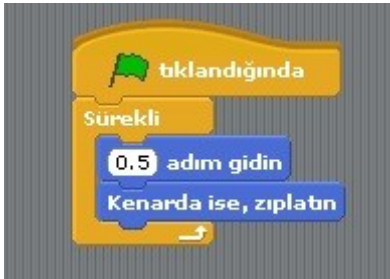 tıklandığında
Sürekli
0.5 adım gidin
Kenarda ise, zıplatın